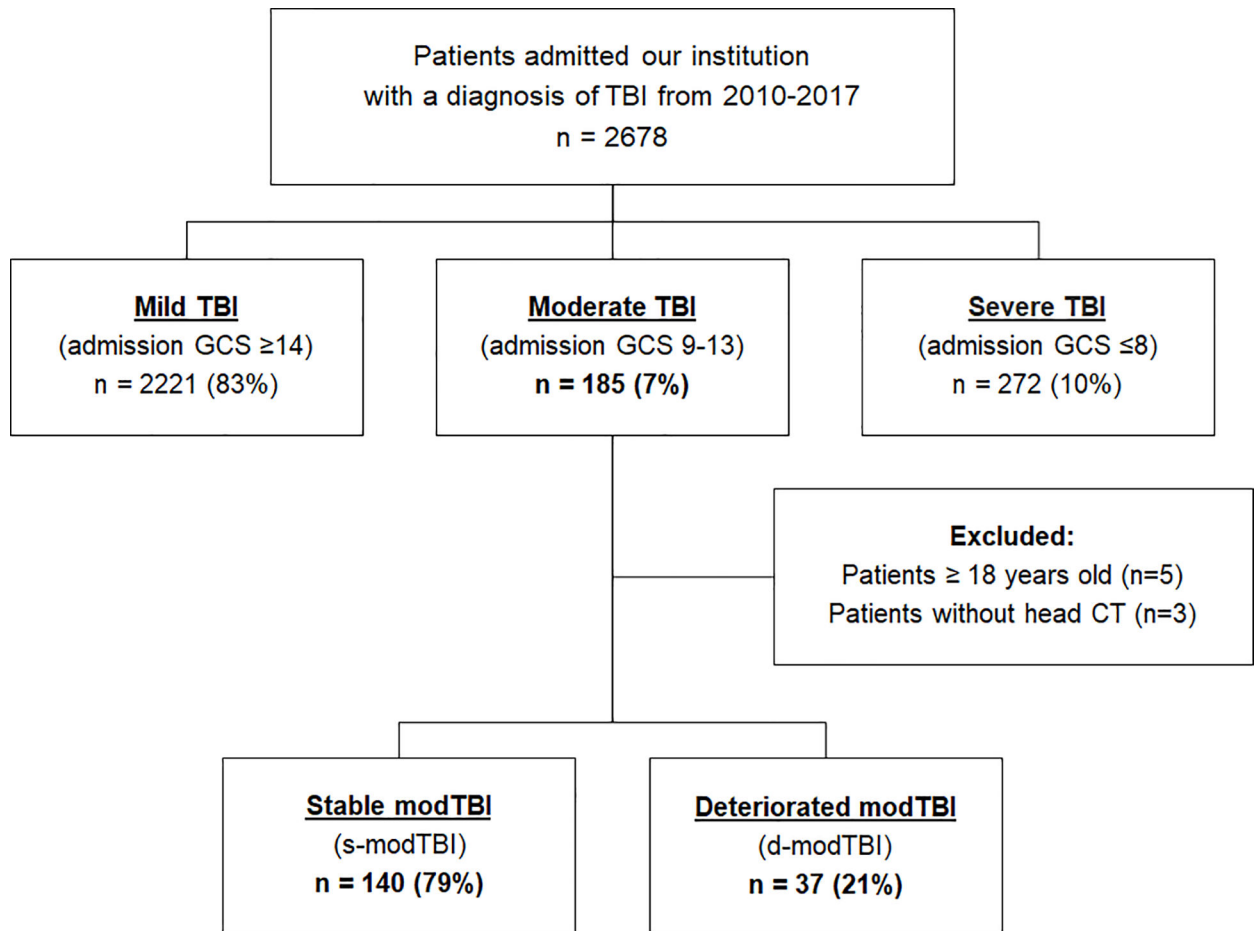 Patients admitted our institution
with a diagnosis of TBI from 2010-2017
n = 2678
Mild TBI
(admission GCS ≥14)
n = 2221 (83%)
Moderate TBI
(admission GCS 9-13)
n = 185 (7%)
Severe TBI
(admission GCS ≤8)
n = 272 (10%)
Excluded:
Patients ≥ 18 years old (n=5)
Patients without head CT (n=3)
Stable modTBI
(s-modTBI)
n = 140 (79%)
Deteriorated modTBI
(d-modTBI)
n = 37 (21%)